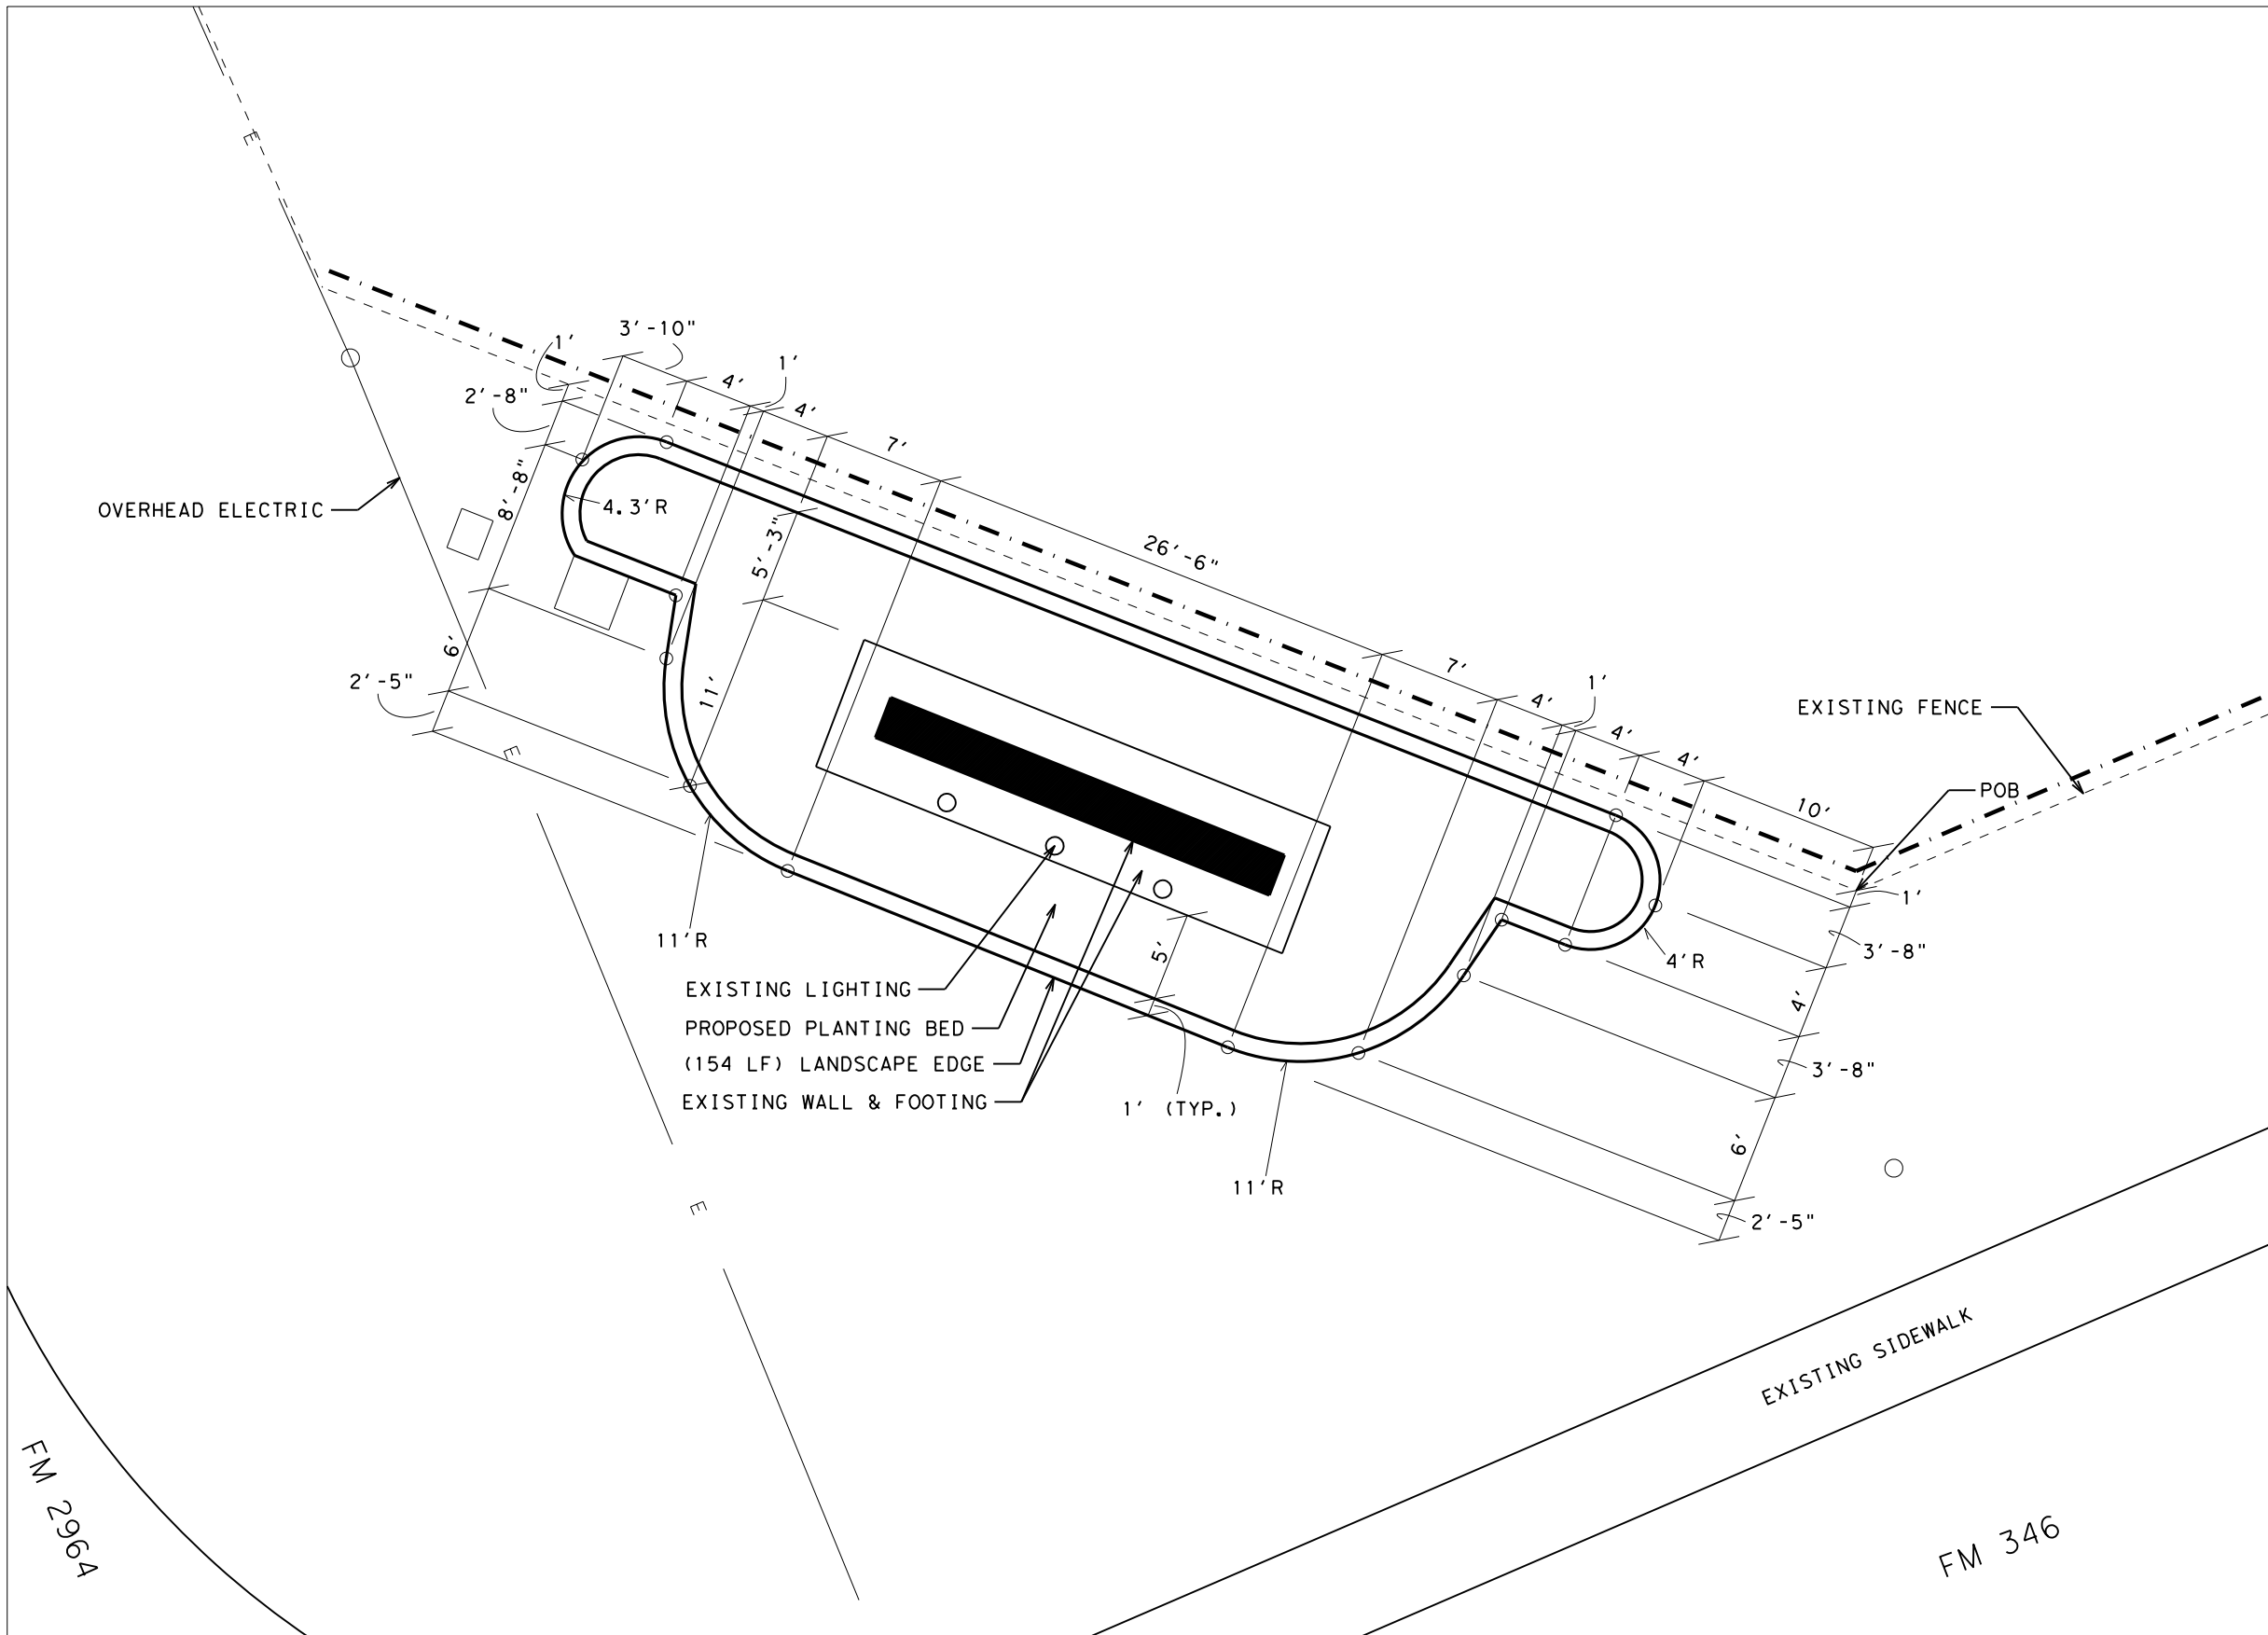 E
3'-10"
1'
1'
4'
2'-8"
4'
7'
8'-8"
4.3'R
OVERHEAD ELECTRIC
5'-3"
26'-6"
6'
2'-5"
11'
7'
4'
1'
4'
4'
EXISTING FENCE
E
POB
10'
1'
3'-8"
4'R
4'
11'R
5'
EXISTING LIGHTING
PROPOSED PLANTING BED
(154 LF) LANDSCAPE EDGE
EXISTING WALL & FOOTING
1' (TYP.)
3'-8"
6'
11'R
2'-5"
E
EXISTING SIDEWALK
FM 2964
FM 346